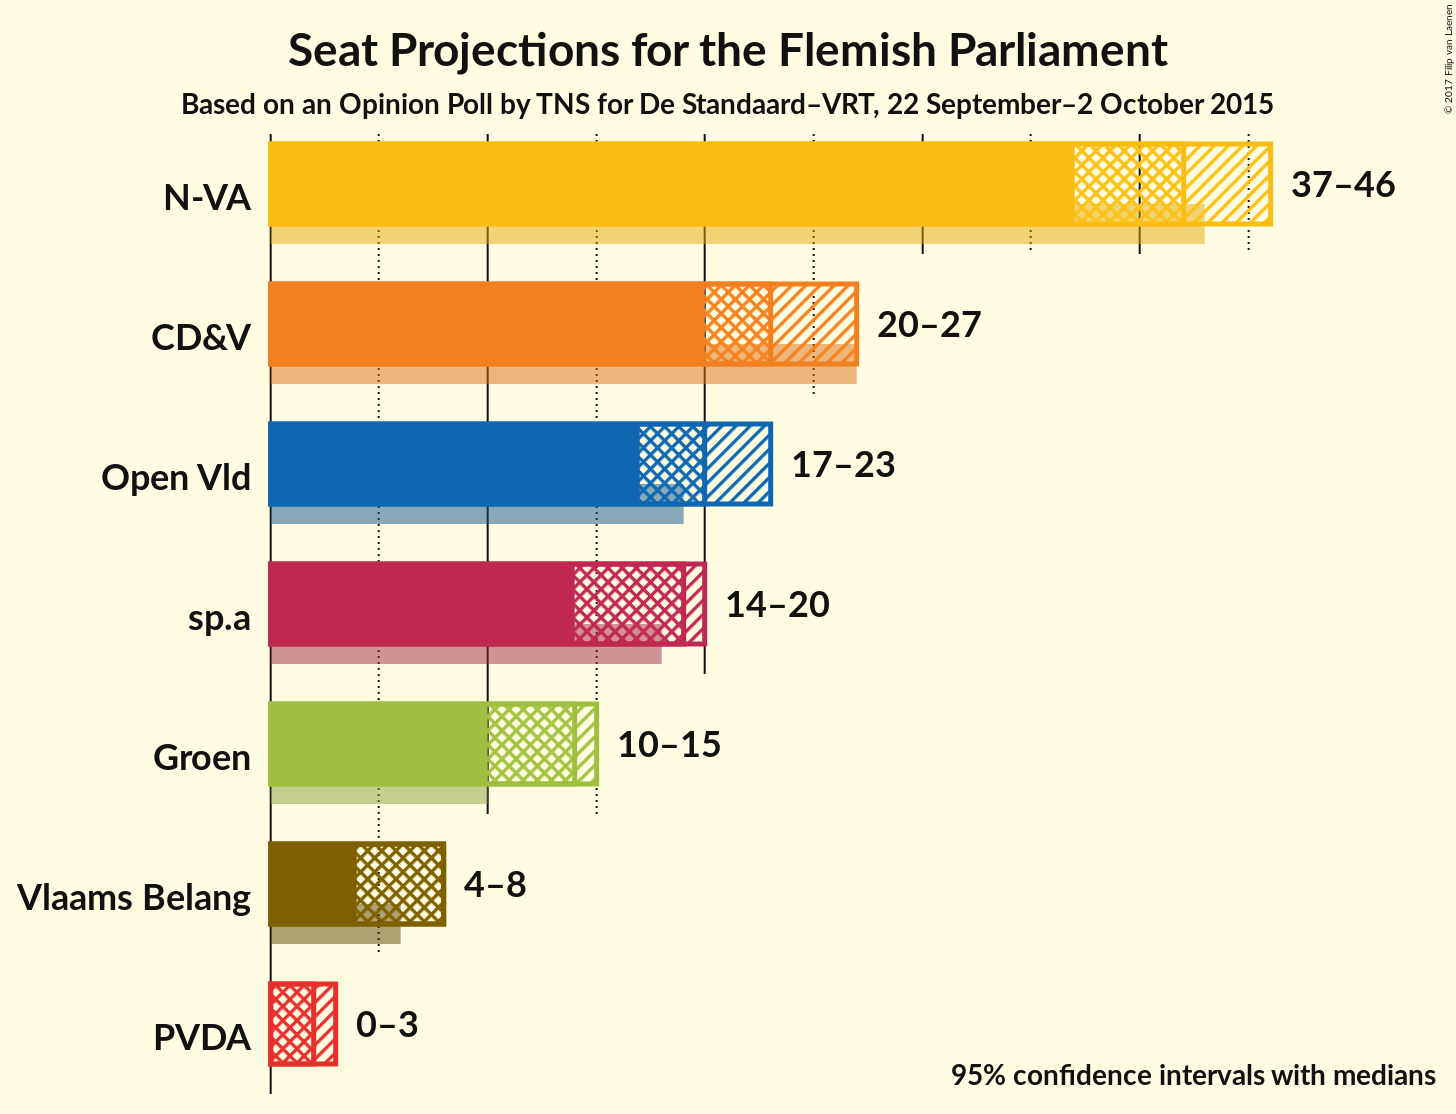 Seat Projections for the Flemish Parliament
Based on an Opinion Poll by TNS for De Standaard–VRT, 22 September–2 October 2015
© 2017 Filip van Laenen
N-VA
37–46
CD&V
20–27
Open Vld
17–23
sp.a
14–20
Groen
10–15
Vlaams Belang
4–8
PVDA
0–3
95% confidence intervals with medians